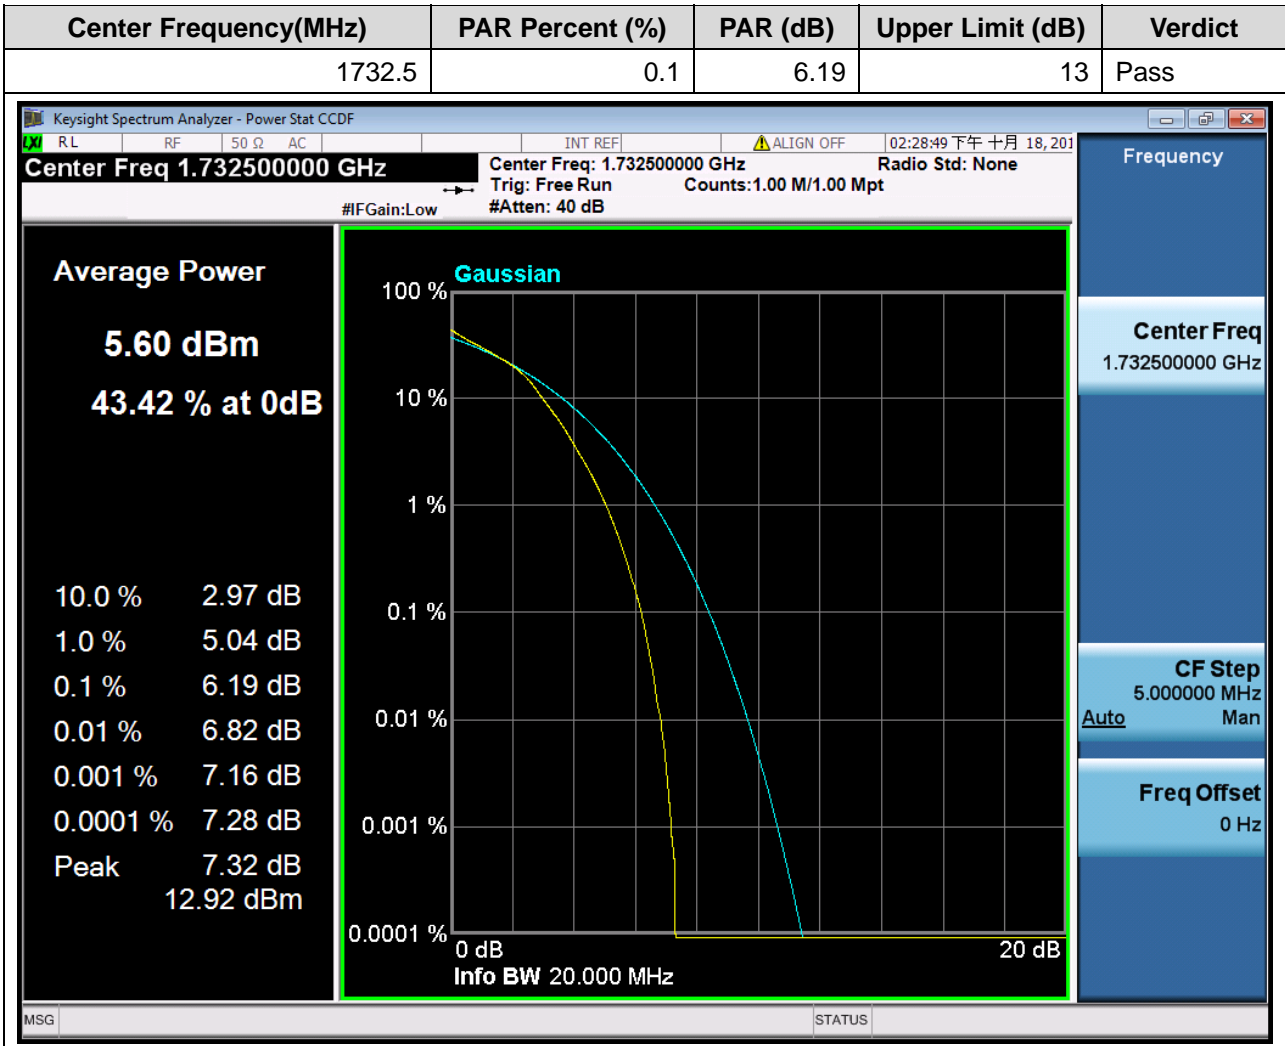 Center Frequency(MHz) PAR Percent (%) PAR (dB) Upper Limit (dB) Verdict
1732.5 0.1 6.19 13 Pass
Keysight Spectrum Analyzer - Power Stat CCDF
LXI RL RF 50 Ω AC INT REF ALIGN OFF 02:28:49 下午 十月 18, 201
Center Freq 1.732500000 GHz
Center Freq: 1.732500000 GHz Radio Std: None
Trig: Free Run Counts:1.00 M/1.00 Mpt
#IFGain:Low #Atten: 40 dB
Frequency
Center Freq
1.732500000 GHz
CF Step
5.000000 MHz
Auto Man
Freq Offset
0 Hz
Average Power
5.60 dBm
43.42 % at 0dB
10.0 % 2.97 dB
1.0 % 5.04 dB
0.1 % 6.19 dB
0.01 % 6.82 dB
0.001 % 7.16 dB
0.0001 % 7.28 dB
Peak 7.32 dB
12.92 dBm
Gaussian
100 %
10 %
1 %
0.1 %
0.01 %
0.001 %
0.0001 %
0 dB 20 dB
Info BW 20.000 MHz
MSG STATUS